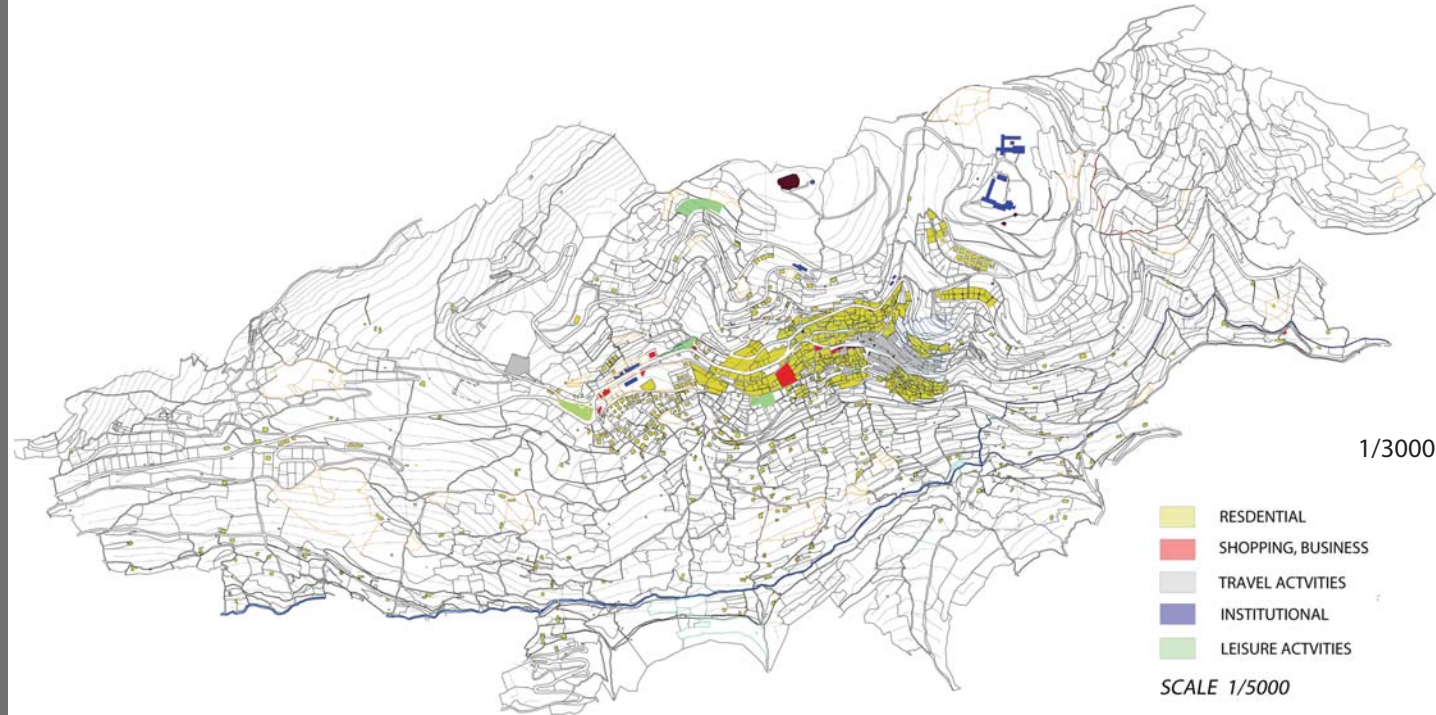 1/3000
RESDENTIAL
SHOPPING, BUSINESS
TRAVEL ACTVITIES
INSTITUTIONAL
LEISURE ACTVITIES
SCALE 1/5000